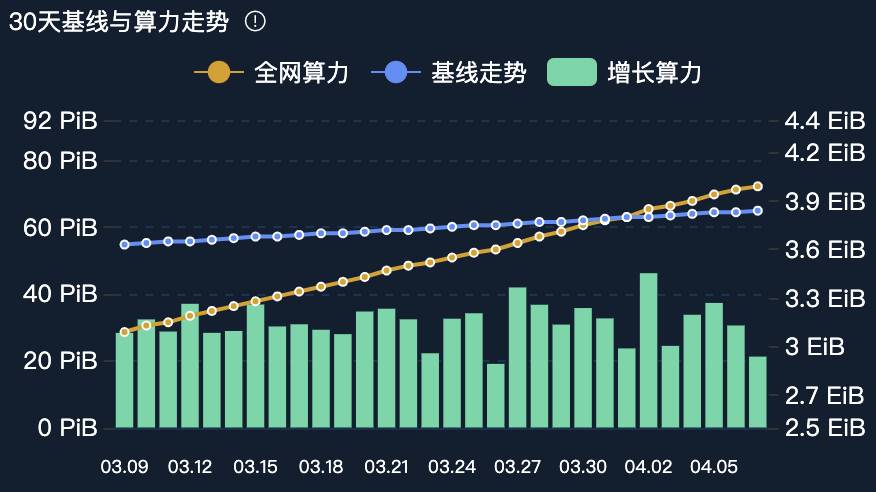 30天基线与算力走势
全网算力 基线走势 增长算力
92 PiB 4.4 EiB
80 PiB 4.2 EiB
3.9 EiB
60 PiB
3.6 EiB
40 PiB 3.3 EiB
3 EiB
20 PiB
2.7 EiB
0 PiB 2.5 EiB
03.09 03.12 03.15 03.18 03.21 03.24 03.27 03.30 04.02 04.05